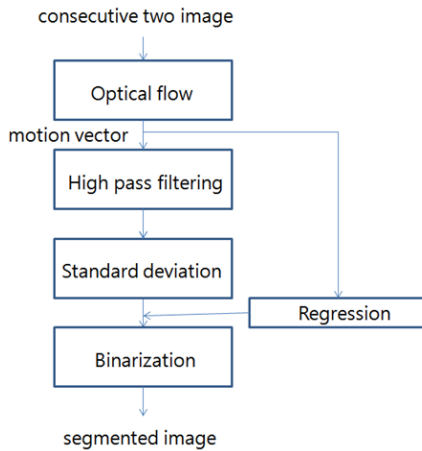 consecutive two image
Optical flow
motion vector
High pass filtering
Standard deviation
Regression
Binarization
segmented image